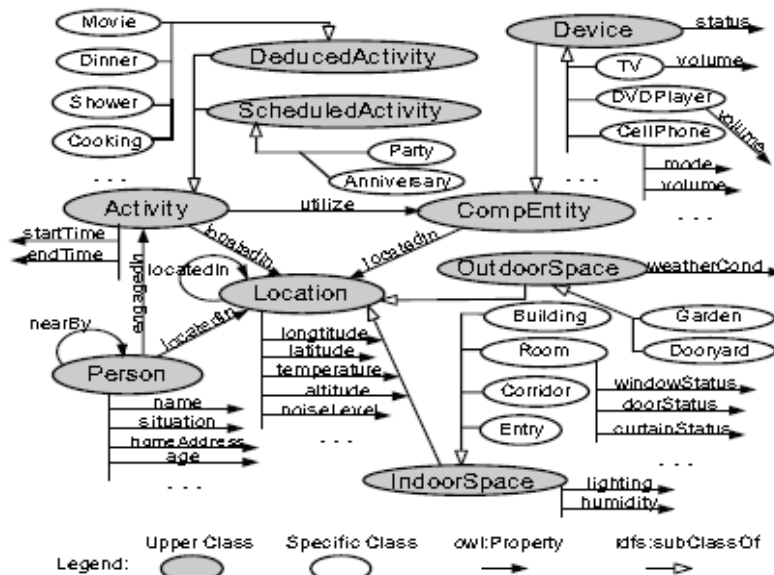 Movie
Device
status
DeducedActivity
TV
volume
Dinner
DVDPlayer
Shower
ScheduledActivity
CellPhone
volume
Cooking
Party
mode
Anniversary
volume
. . .
. . .
Activity
utilize
CompEntity
startTime
endTime
locatedIn
locatedIn
engagedIn
locatedIn
OutdoorSpace
weatherCond
Location
nearBy
locatedIn
Building
Garden
longtitude
latitude
Room
Dooryard
Person
temperature
windowStatus
name
altitude
Corridor
doorStatus
situation
noiseLevel
curtainStatus
homeAddress
Entry
age
. . .
. . .
. . .
IndoorSpace
lighting
humidity
Upper Class
Specific Class
owl:Property
rdfs:subClassOf
Legend: